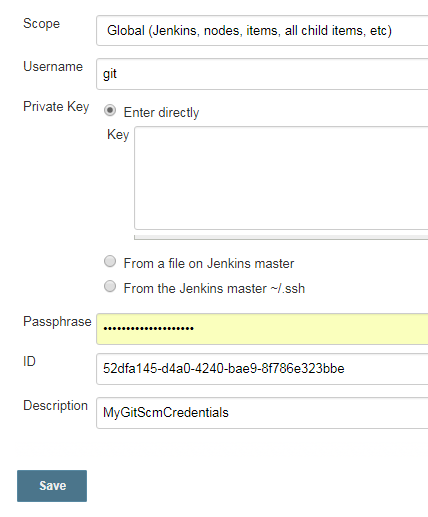 Scope
Global (Jenkins, nodes, items, all child items, etc)
Username
git
Private Key
Enter directly
Key
From a file on Jenkins master
From the Jenkins master ~/.ssh
Passphrase
••••••••••••••••••••
ID
52dfa145-d4a0-4240-bae9-8f786e323bbe
Description
MyGitScmCredentials
Save